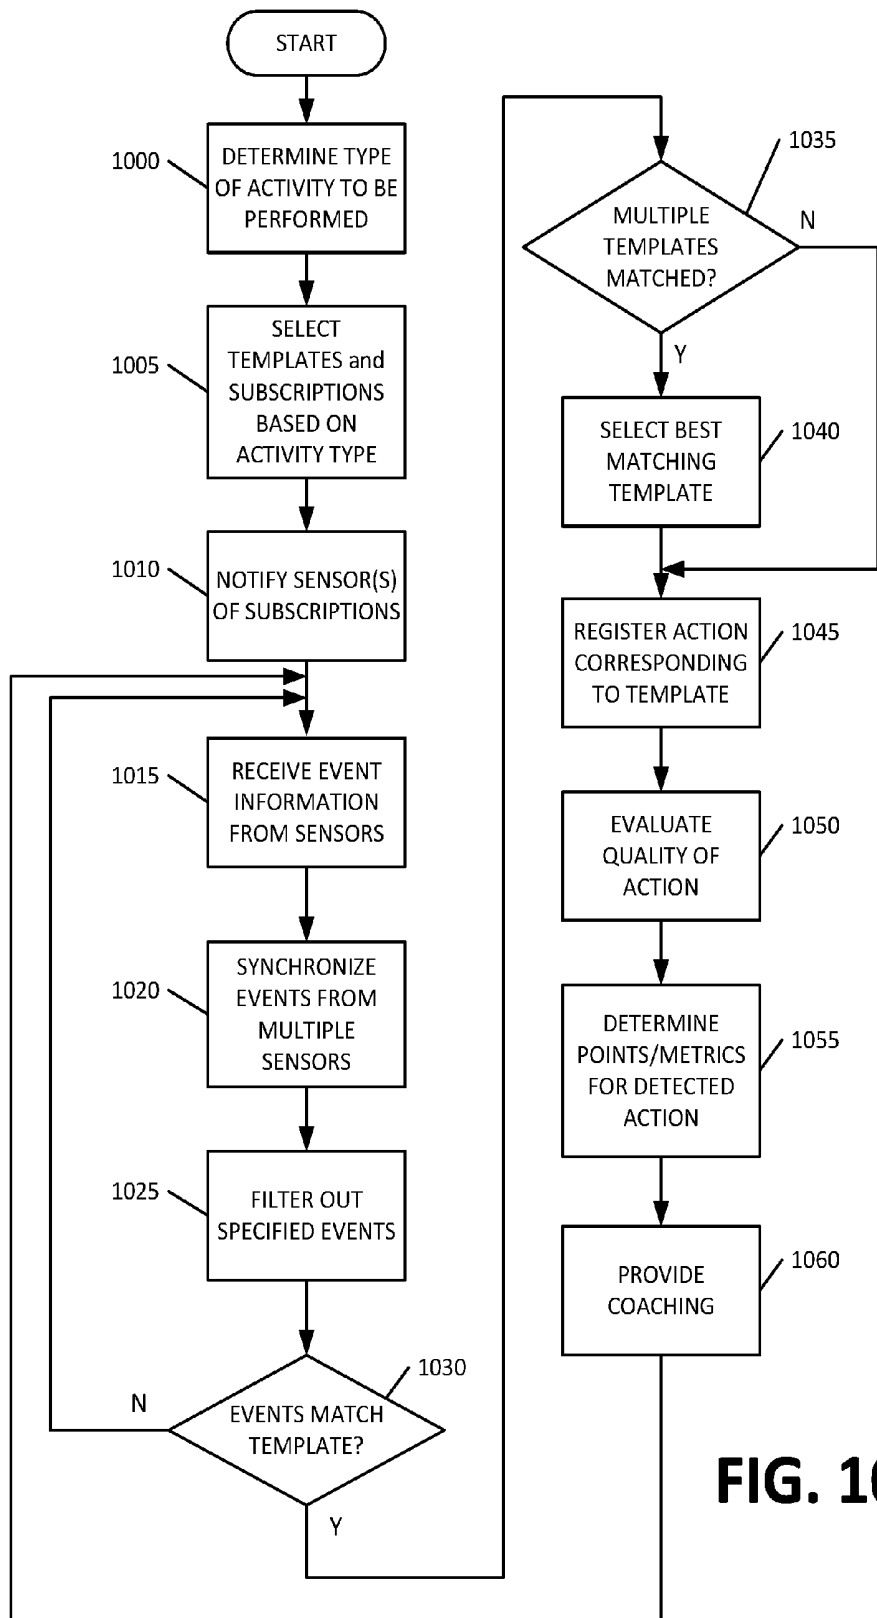 START
1000
DETERMINE TYPE
OF ACTIVITY TO BE
PERFORMED
1005
SELECT
TEMPLATES and
SUBSCRIPTIONS
BASED ON
ACTIVITY TYPE
1010
NOTIFY SENSOR(S)
OF SUBSCRIPTIONS
1015
RECEIVE EVENT
INFORMATION
FROM SENSORS
1020
SYNCHRONIZE
EVENTS FROM
MULTIPLE
SENSORS
1025
FILTER OUT
SPECIFIED EVENTS
1030
EVENTS MATCH
TEMPLATE?
N
Y
1035
MULTIPLE
TEMPLATES
MATCHED?
N
Y
1040
SELECT BEST
MATCHING
TEMPLATE
1045
REGISTER ACTION
CORRESPONDING
TO TEMPLATE
1050
EVALUATE
QUALITY OF
ACTION
1055
DETERMINE
POINTS/METRICS
FOR DETECTED
ACTION
1060
PROVIDE
COACHING
FIG.